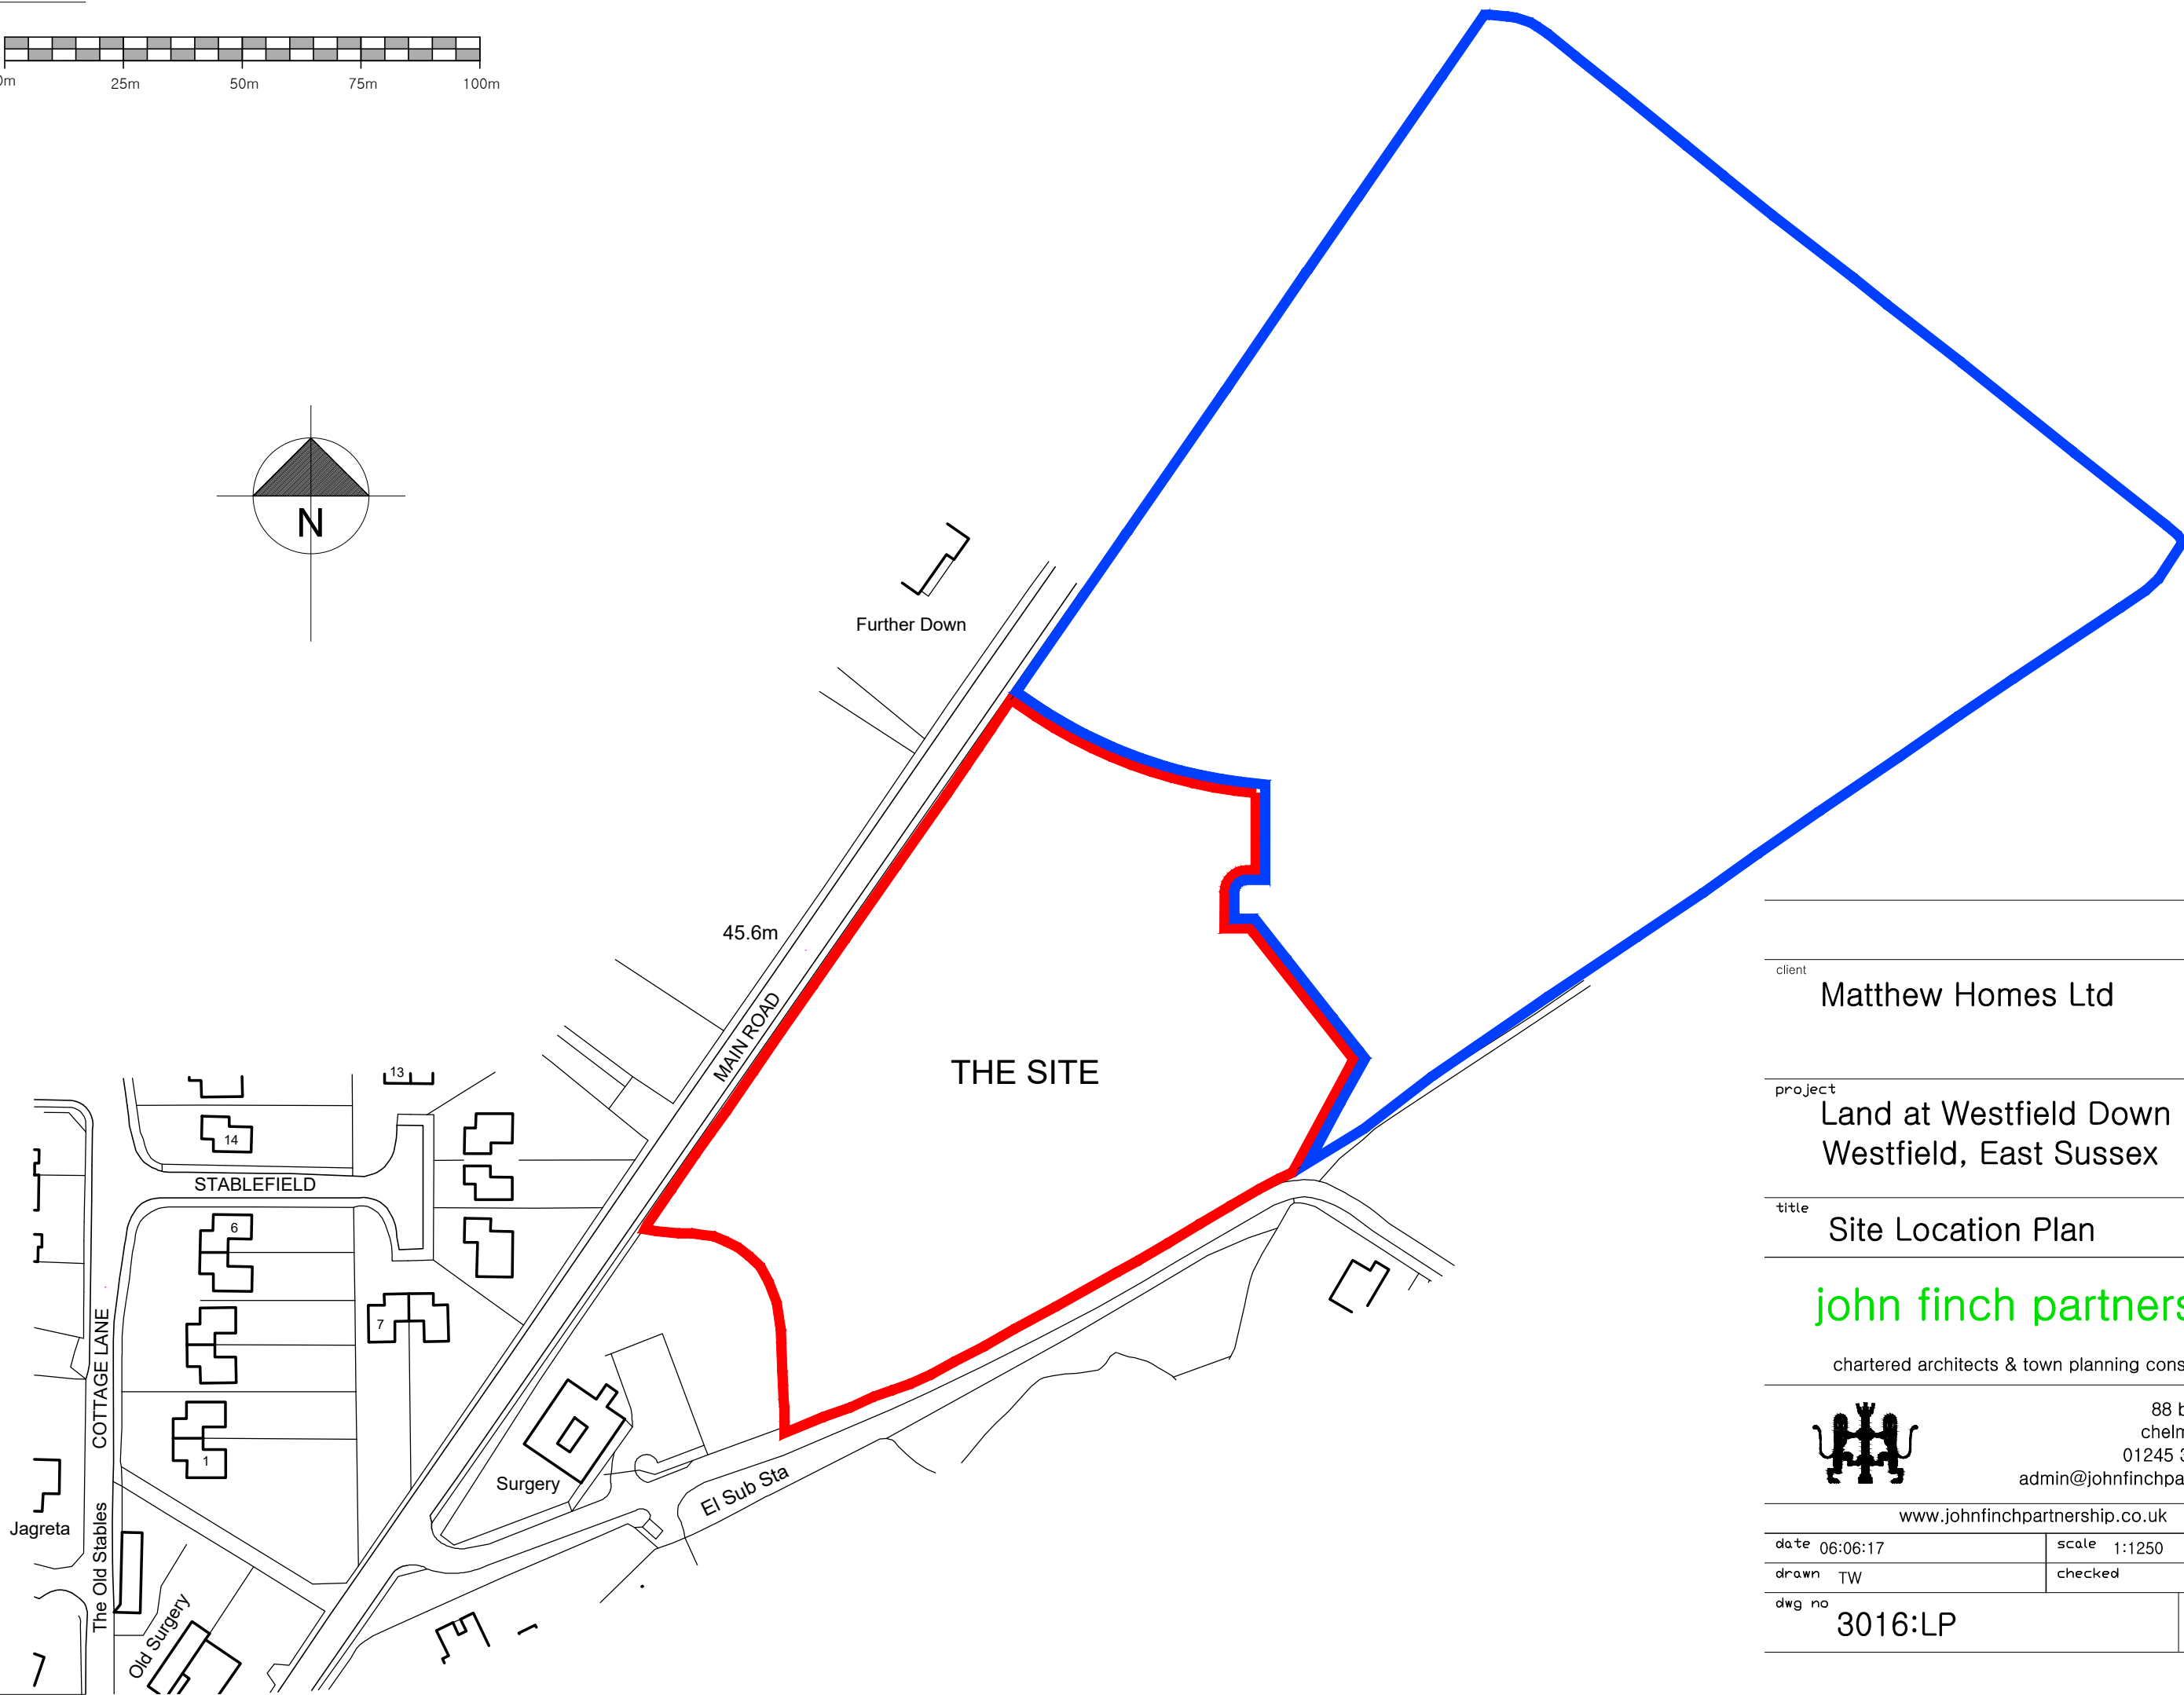 0m
25m
50m
75m
100m
N
Further Down
45.6m
MAIN ROAD
THE SITE
13
14
STABLEFIELD
6
7
1
COTTAGE LANE
The Old Stables
Jagreta
Old Surgery
Surgery
El Sub Sta
client
Matthew Homes Ltd
project
Land at Westfield Down
Westfield, East Sussex
title
Site Location Plan
john finch partners
chartered architects & town planning cons
88 b
chelm
01245 3
admin@johnfinchpa
www.johnfinchpartnership.co.uk
date 06:06:17
scale 1:1250
drawn TW
checked
dwg no
3016:LP